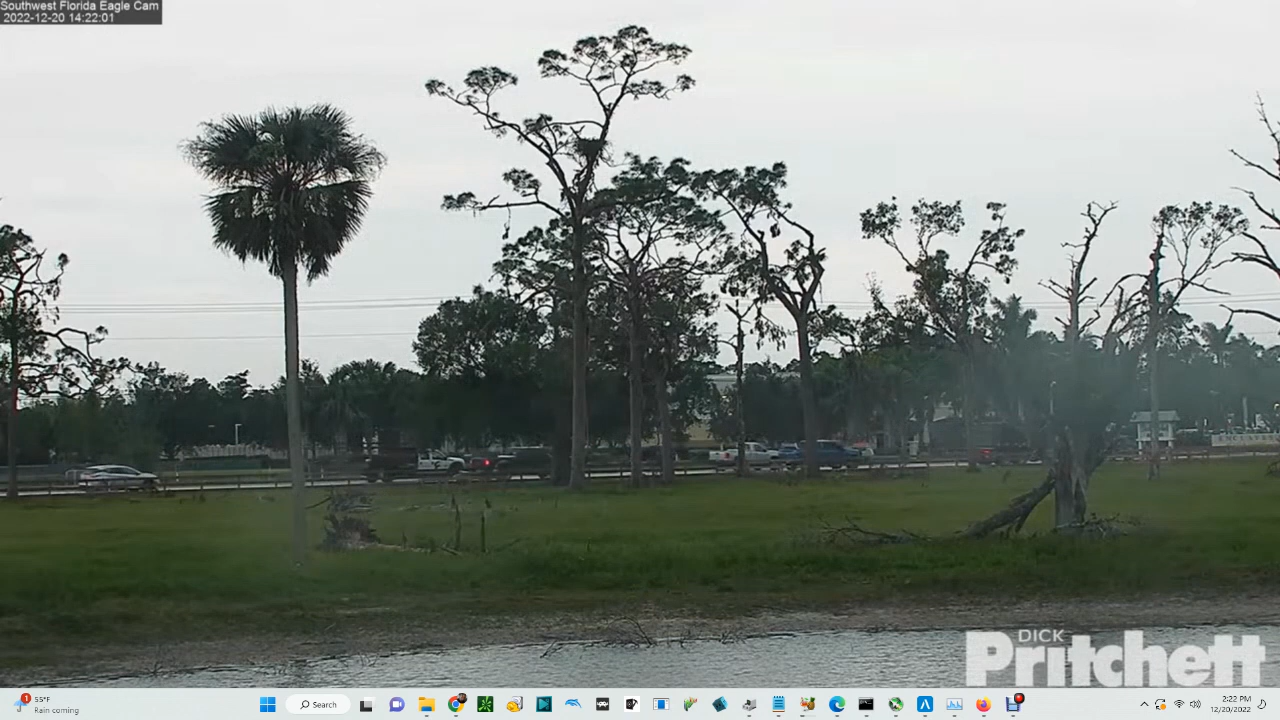 Southwest Florida Eagle Cam
2022-12-20 14:22:01
DICK
Pritchett
1
55°F
Rain coming
Search
2:22 PM
12/20/2022